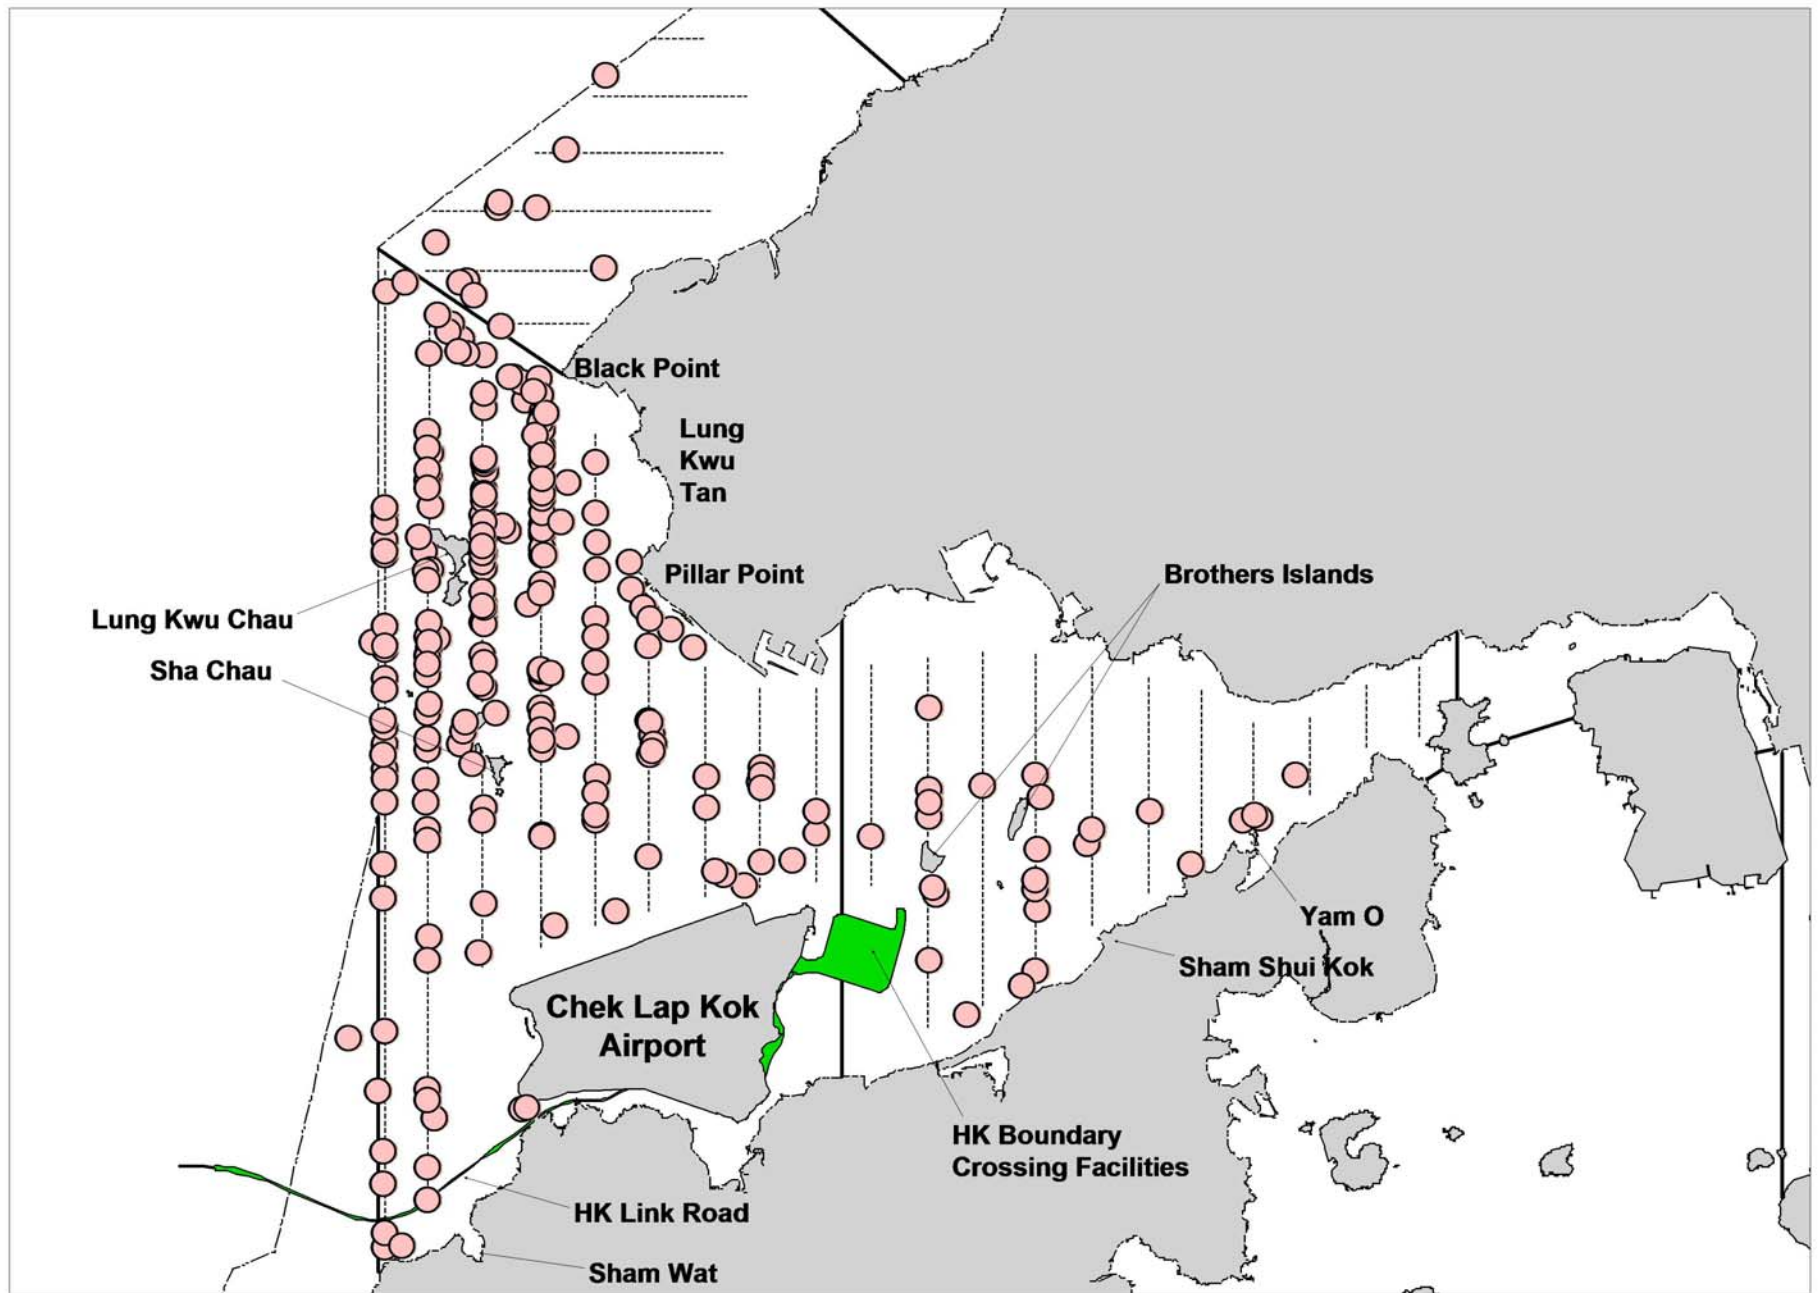 Black Point
Lung
Kwu
Tan
Pillar Point
Brothers Islands
Lung Kwu Chau
Sha Chau
Yam O
Sham Shui Kok
Chek Lap Kok
Airport
HK Boundary
Crossing Facilities
HK Link Road
Sham Wat